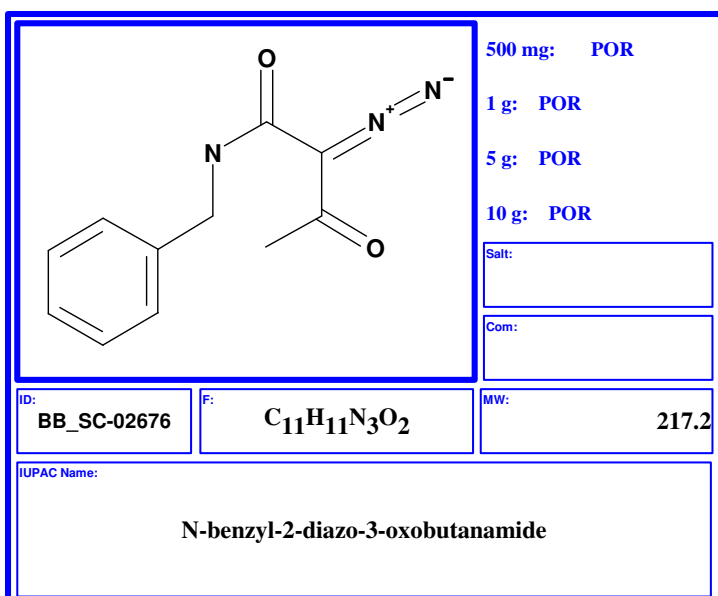 O
N
N+
N-
O
500 mg: POR
1 g: POR
5 g: POR
10 g: POR
Salt:
Com:
ID:
BB_SC-02676
F:
C11H11N3O2
MW:
217.2
IUPAC Name:
N-benzyl-2-diazo-3-oxobutanamide